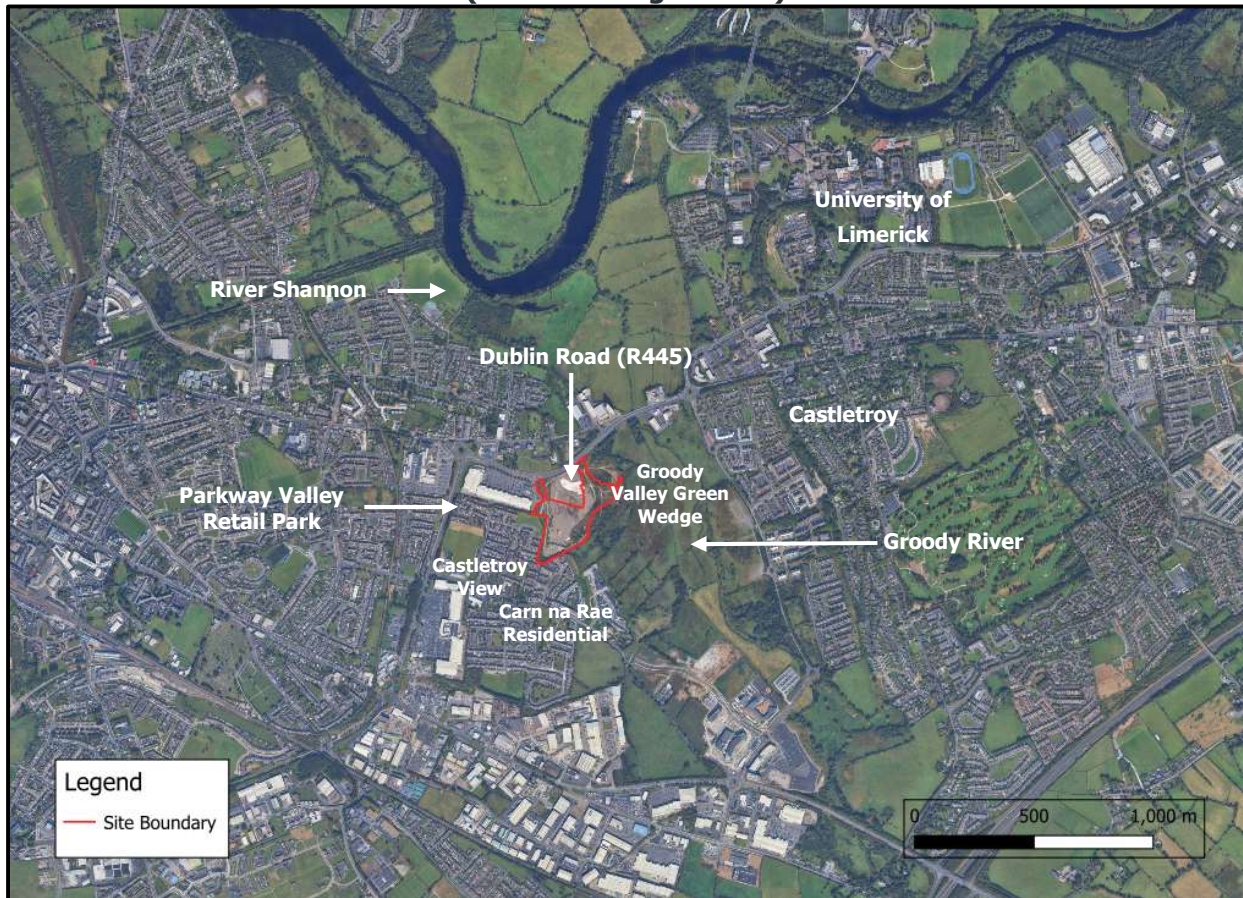 University of
Limerick
River Shannon
Dublin Road (R445)
Castletroy
Groody
Valley Green
Wedge
Parkway Valley
Retail Park
Groody River
Castletroy
View
Carn na Rae
Residential
Legend
Site Boundary
0 500 1,000 m